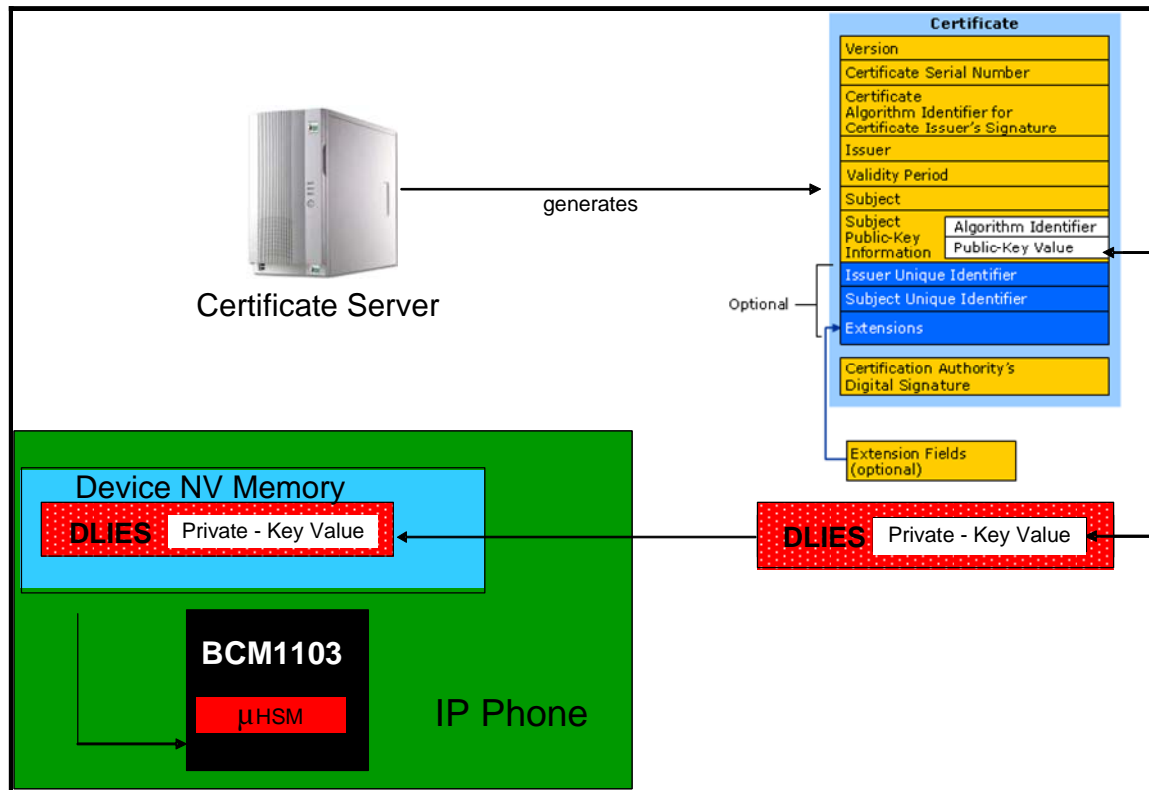 Certificate
Version
Certificate Serial Number
Certificate
Algorithm Identifier for
Certificate Issuer's Signature
Issuer
Validity Period
Subject
Subject
Public-Key
Information
Algorithm Identifier
Public-Key Value
Issuer Unique Identifier
Subject Unique Identifier
Extensions
Optional
Certification Authority's
Digital Signature
Extension Fields
(optional)
generates
Certificate Server
Device NV Memory
DLIES Private - Key Value
DLIES Private - Key Value
BCM1103
μHSM
IP Phone